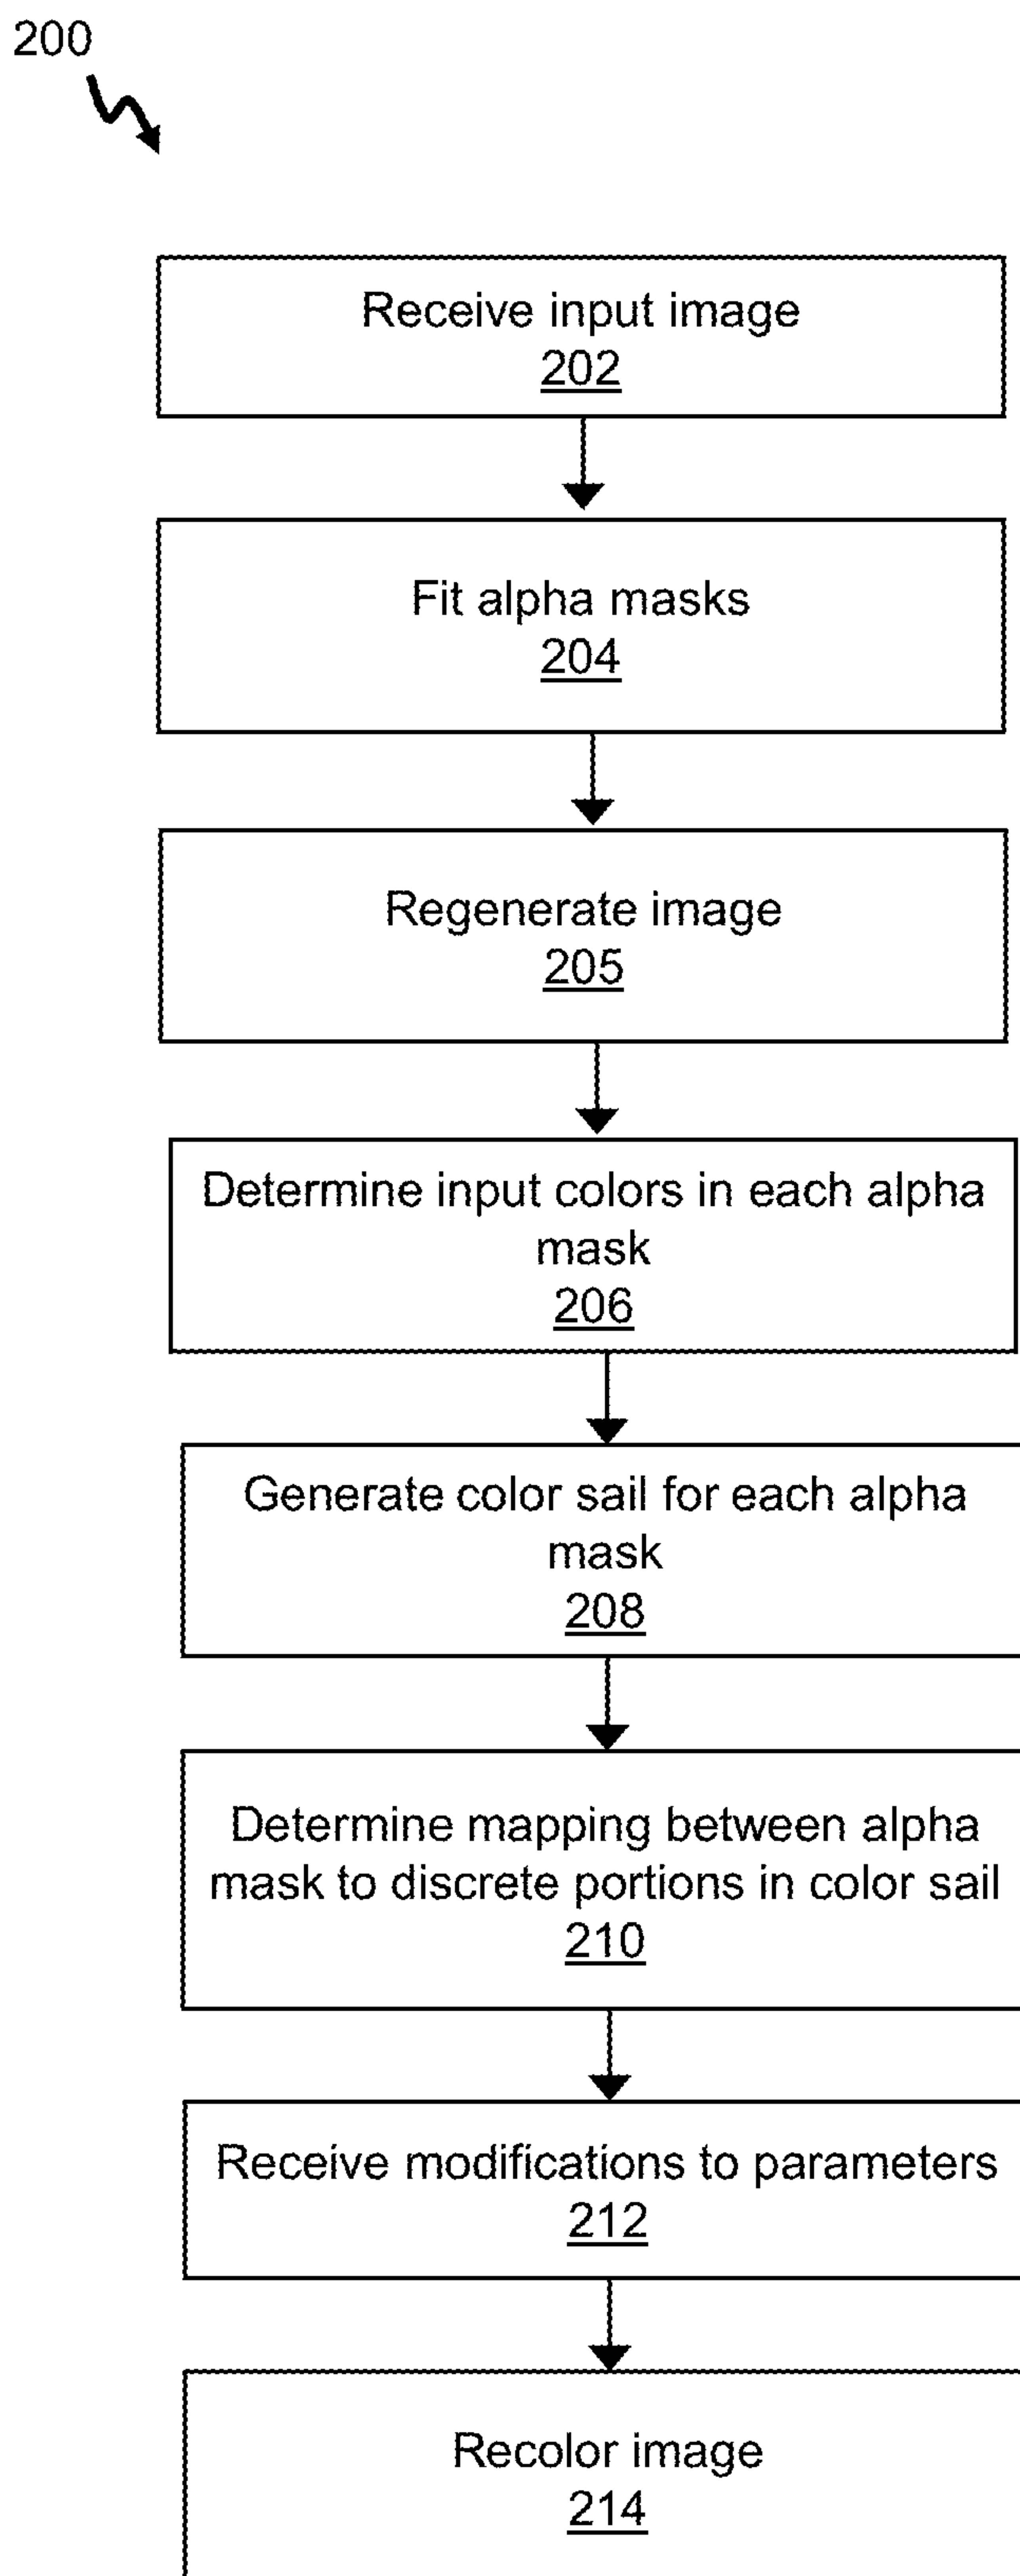 200
Receive input image
202
Fit alpha masks
204
Regenerate image
205
Determine input colors in each alpha
mask
206
Generate color sail for each alpha
mask
208
Determine mapping between alpha
mask to discrete portions in color sail
210
Receive modifications to parameters
212
Recolor image
214